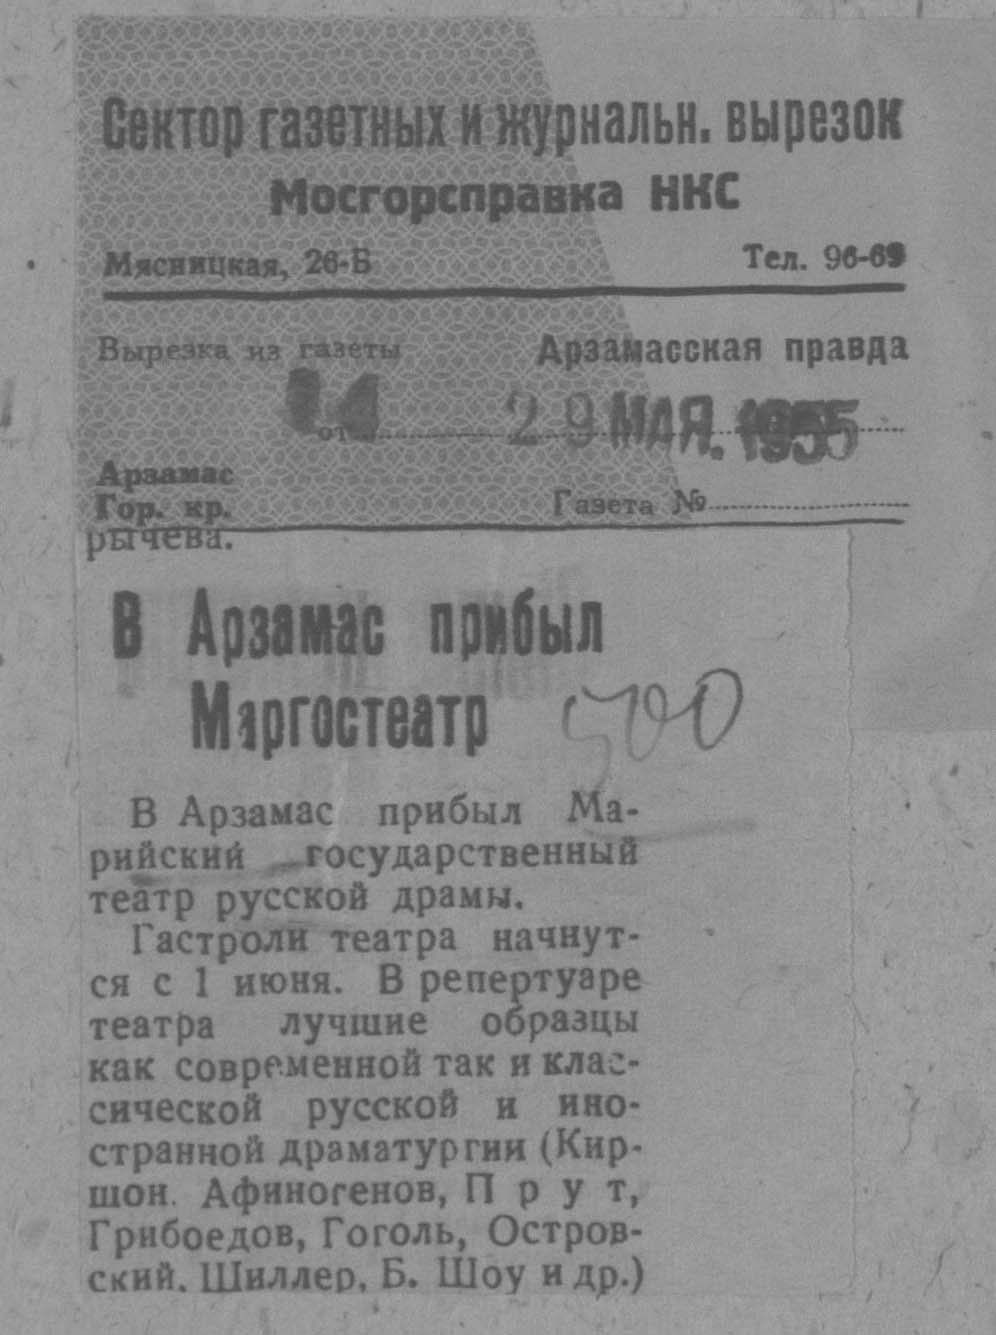 Сектор газетных и журнальн. вырезок
Мосгорсправка НКС
Мясницкая, 26-Б Тел. 96-69
Вырезка из газеты Арзамасская правда
от 29 МАЯ. 1935
Арзамас
Гор. кр. Газета №
рычева.
В Арзамас прибыл
Маргостеатр
500
В Арзамас прибыл Ма-
рийский государственный
театр русской драмы.
Гастроли театра начнут-
ся с 1 июня. В репертуаре
театра лучшие образцы
как современной так и клас-
сической русской и ино-
странной драматургии (Кир-
шон. Афиногенов, Прут,
Грибоедов, Гоголь, Остров-
ский, Шиллер, Б. Шоу и др.)